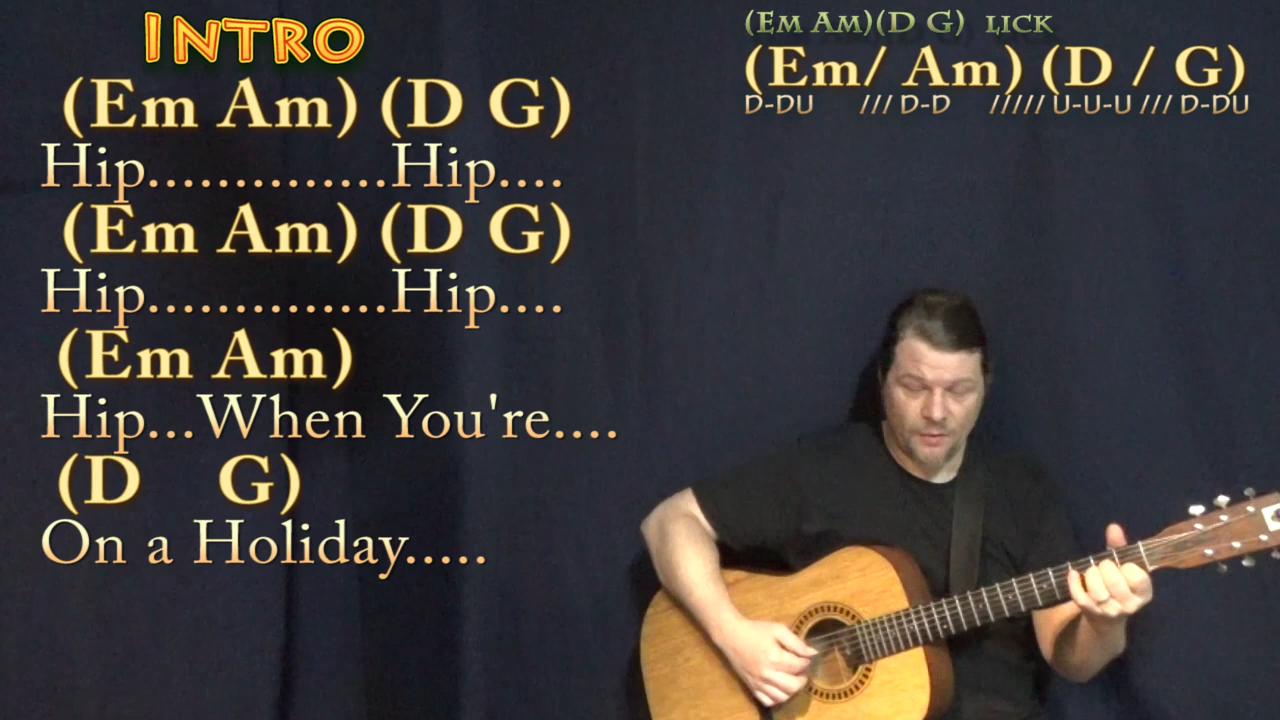 INTRO
(Em Am) (D G)
Hip..............Hip....
(Em Am) (D G)
Hip..............Hip....
(Em Am)
Hip...When You're....
(D G)
On a Holiday.....
(Em Am)(D G) lick
(Em/ Am) (D / G)
D-DU /// D-D ///// U-U-U /// D-DU